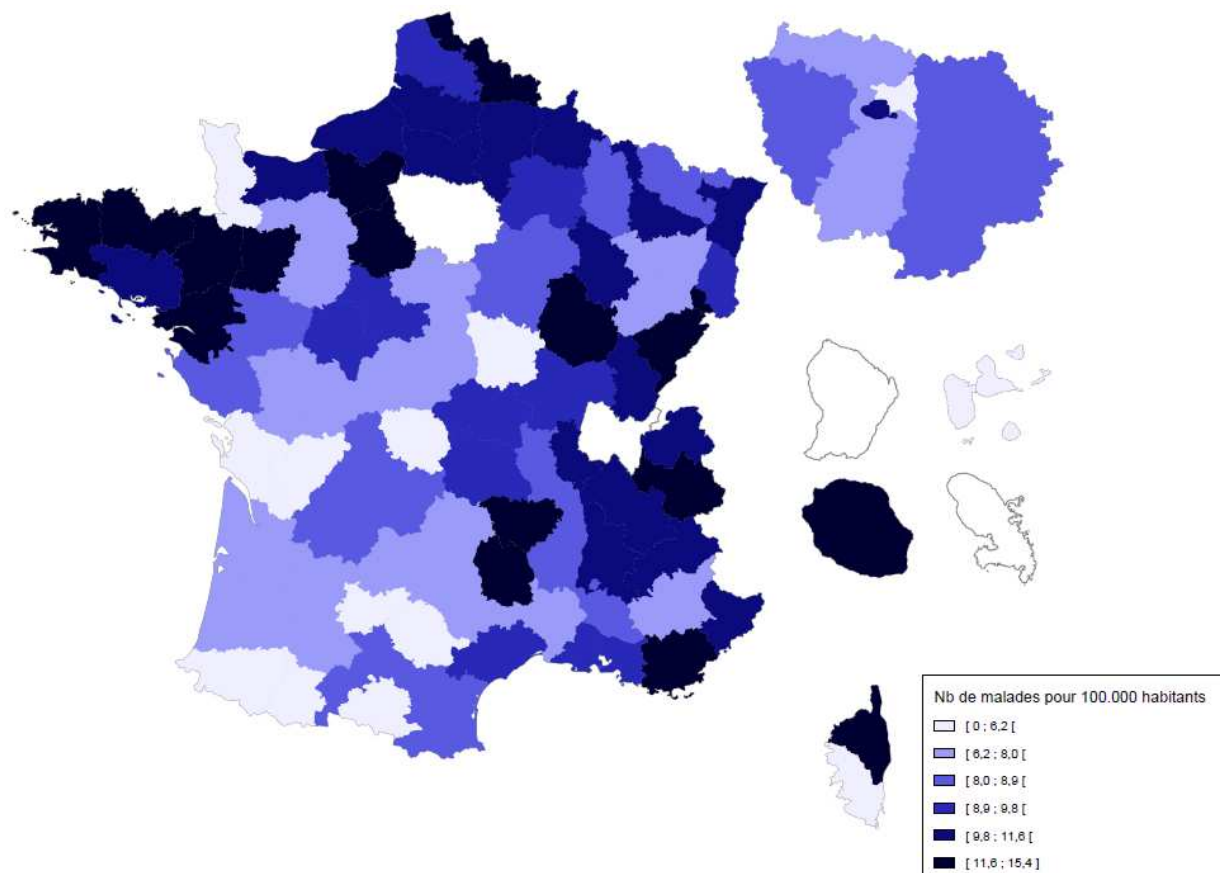 Nb de malades pour 100.000 habitants
[ 0 ; 6,2 [
[ 6,2 ; 8,0 [
[ 8,0 ; 8,9 [
[ 8,9 ; 9,8 [
[ 9,8 ; 11,6 [
[ 11,6 ; 15,4 ]